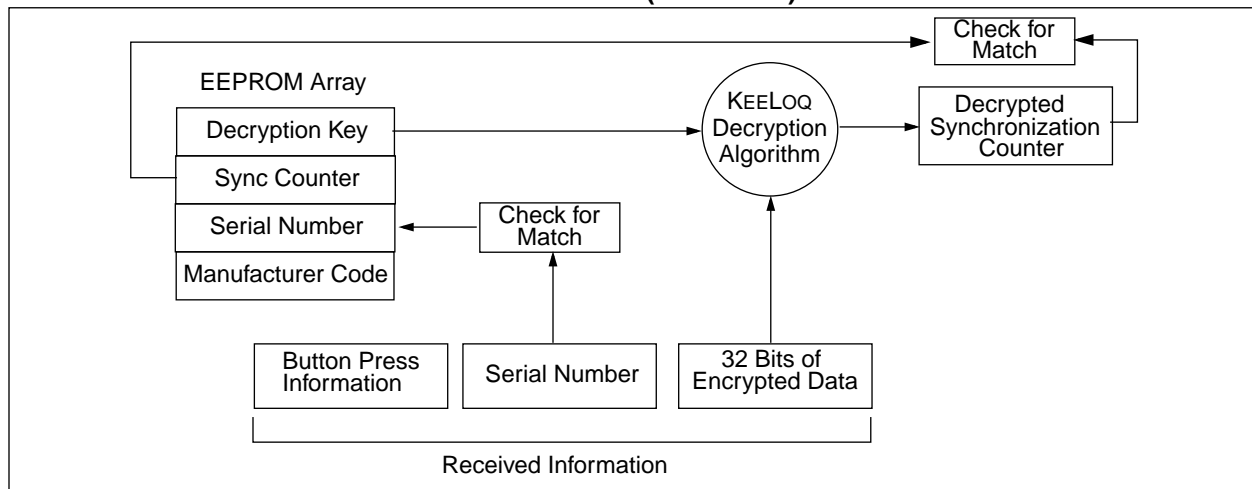 Check for
Match
EEPROM Array
Decryption Key
Sync Counter
Serial Number
Manufacturer Code
KEELOQ
Decryption
Algorithm
Decrypted
Synchronization
Counter
Check for
Match
Button Press
Information
Serial Number
32 Bits of
Encrypted Data
Received Information